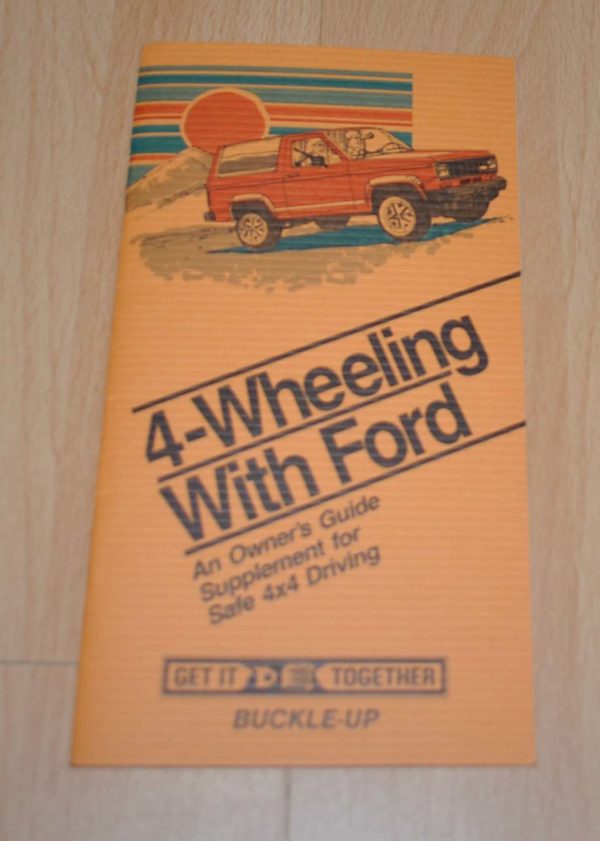 4-Wheeling
With Ford
An Owner's Guide
Supplement for
Safe 4x4 Driving
GET IT TOGETHER
BUCKLE-UP